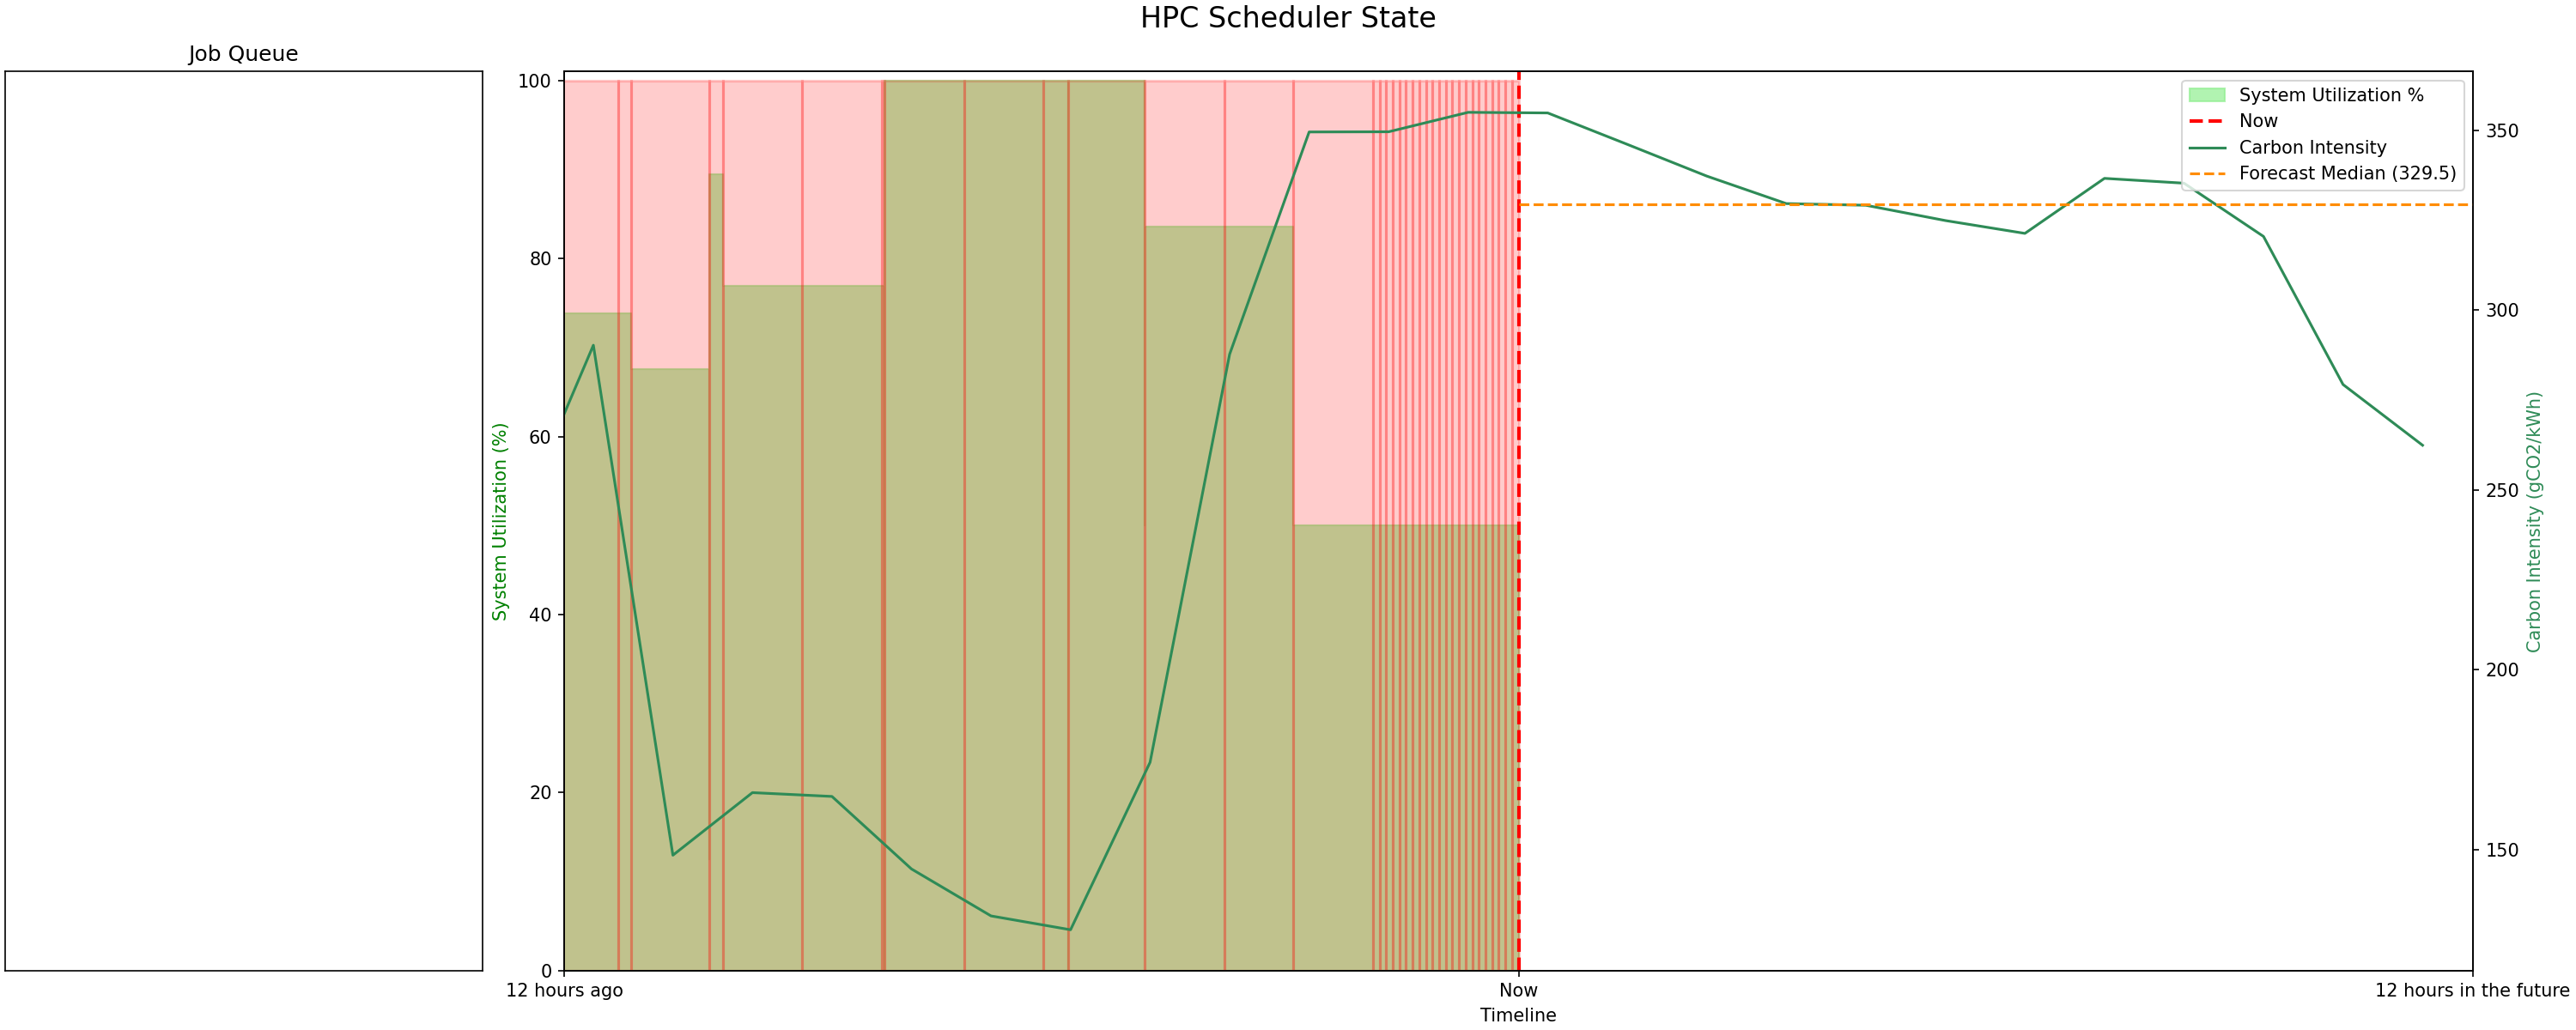 HPC Scheduler State
Job Queue
System Utilization (%)
100
80
60
40
20
0
12 hours ago
Now
12 hours in the future
Timeline
System Utilization %
Now
Carbon Intensity
Forecast Median (329.5)
350
300
250
200
150
Carbon Intensity (gCO2/kWh)